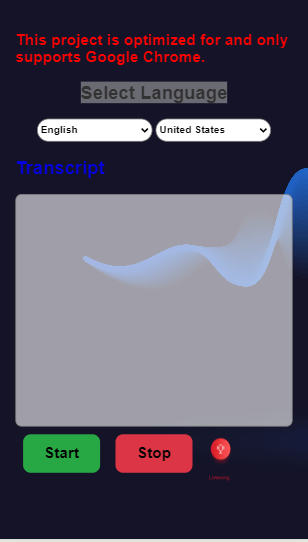 This project is optimized for and only
supports Google Chrome.
Select Language
English United States
Transcript
Start Stop
Listening